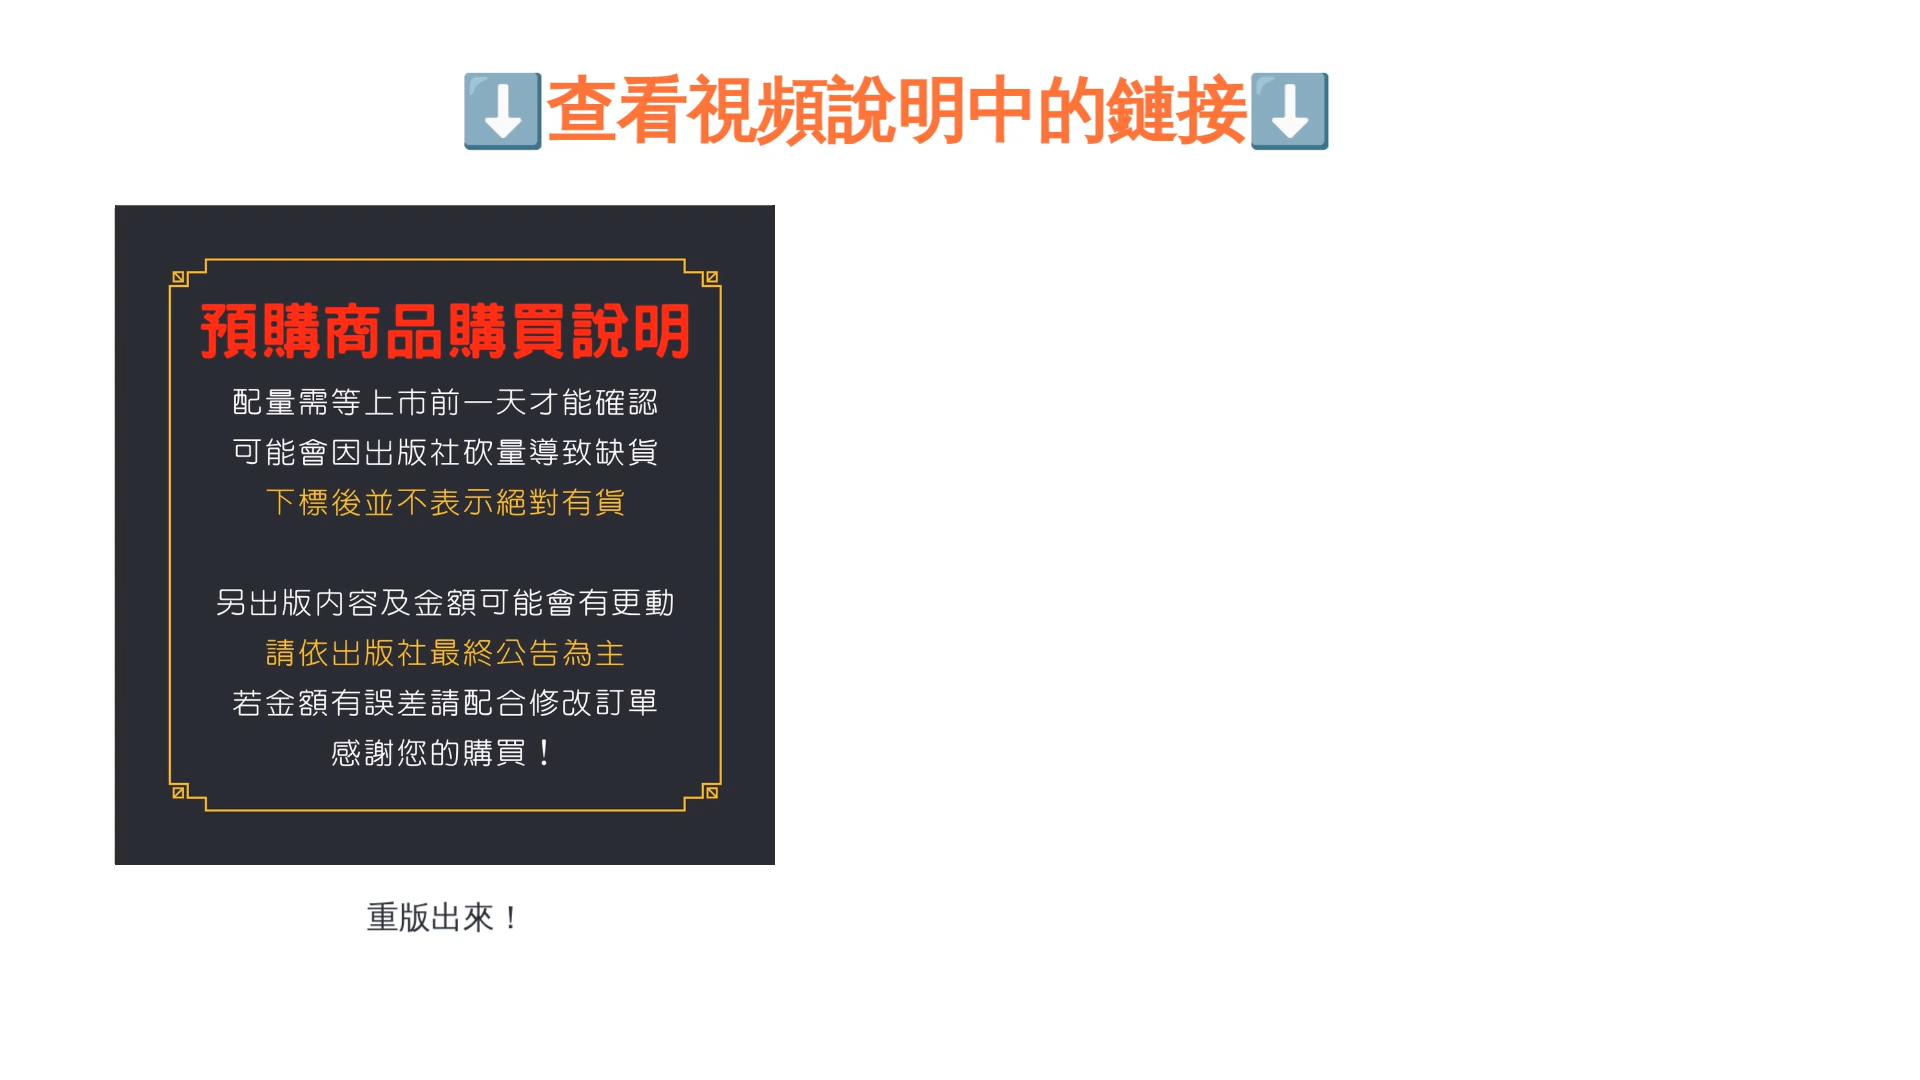 ⬇️查看視頻說明中的鏈接⬇️
預購商品購買說明
配量需等上市前一天才能確認
可能會因出版社砍量導致缺貨
下標後並不表示絕對有貨
另出版內容及金額可能會有更動
請依出版社最終公告為主
若金額有誤差請配合修改訂單
感謝您的購買！
重版出來！